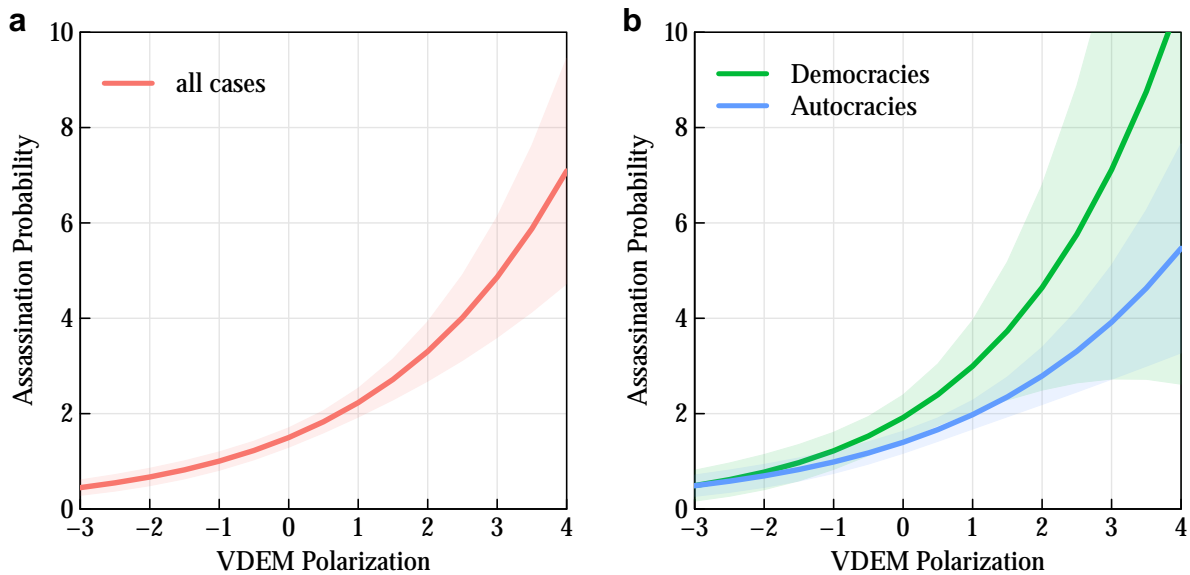 a
Assassination Probability
10
8
6
4
2
0
all cases
−3 −2 −1 0 1 2 3 4
VDEM Polarization
b
Assassination Probability
10
8
6
4
2
0
Democracies
Autocracies
−3 −2 −1 0 1 2 3 4
VDEM Polarization